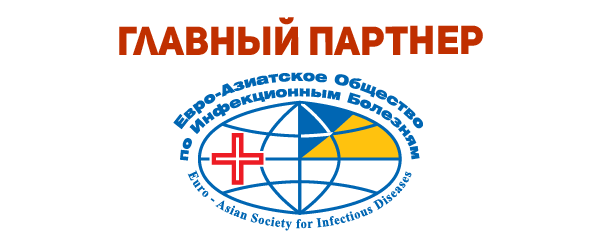 ГЛАВНЫЙ ПАРТНЕР
Евро-Азиатское Общество
по Инфекционным Болезням
Euro - Asian Society for Infectious Diseases